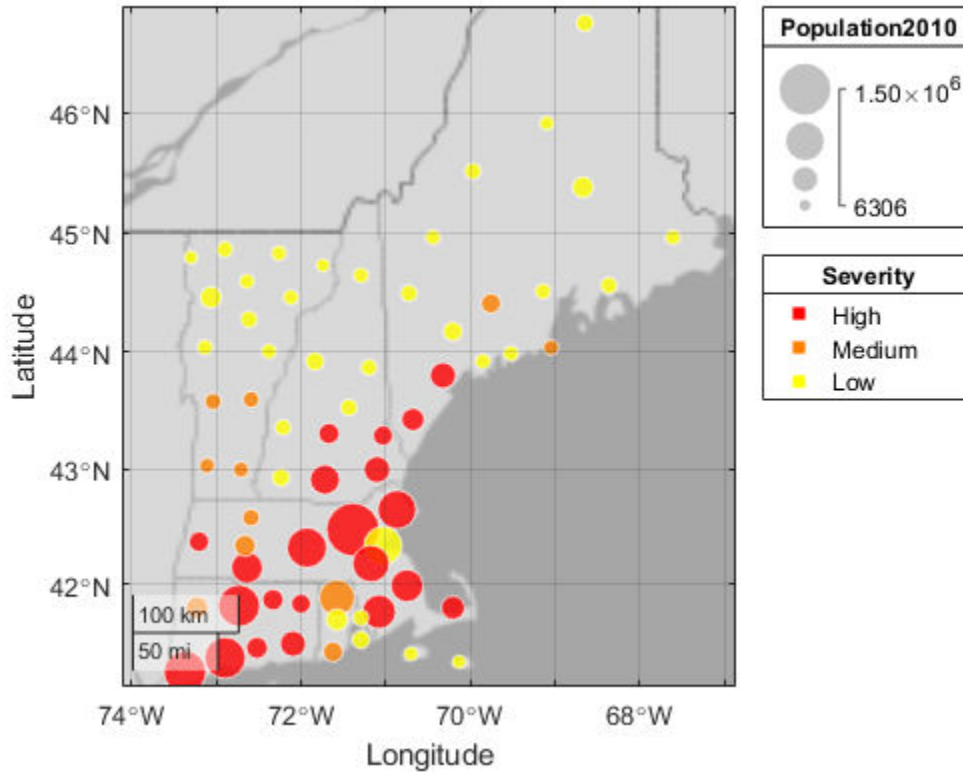 Population2010
1.50×10⁶
6306
Severity
High
Medium
Low
46°N
45°N
44°N
43°N
42°N
Latitude
100 km
50 mi
74°W
72°W
70°W
68°W
Longitude